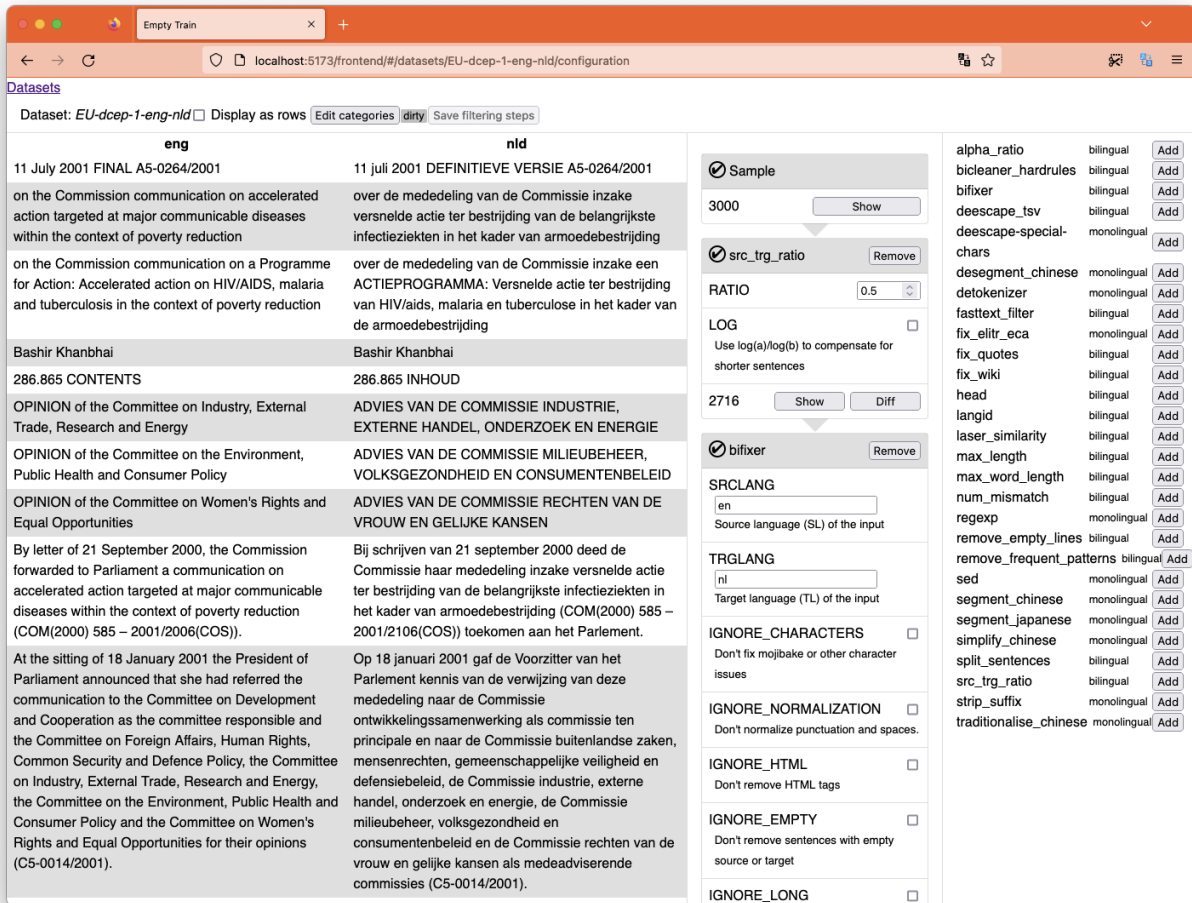 Empty Train
localhost:5173/frontend/#/datasets/EU-dcep-1-eng-nld/configuration
Datasets
Dataset: EU-dcep-1-eng-nld Display as rows Edit categories dirty Save filtering steps
eng
nld
11 July 2001 FINAL A5-0264/2001
11 juli 2001 DEFINITIEVE VERSIE A5-0264/2001
on the Commission communication on accelerated
action targeted at major communicable diseases
within the context of poverty reduction
over de mededeling van de Commissie inzake
versnelde actie ter bestrijding van de belangrijkste
infectieziekten in het kader van armoedebestrijding
on the Commission communication on a Programme
for Action: Accelerated action on HIV/AIDS, malaria
and tuberculosis in the context of poverty reduction
over de mededeling van de Commissie inzake een
ACTIEPROGRAMMA: Versnelde actie ter bestrijding
van HIV/aids, malaria en tuberculose in het kader van
de armoedebestrijding
Bashir Khanbhai
Bashir Khanbhai
286.865 CONTENTS
286.865 INHOUD
OPINION of the Committee on Industry, External
Trade, Research and Energy
ADVIES VAN DE COMMISSIE INDUSTRIE,
EXTERNE HANDEL, ONDERZOEK EN ENERGIE
OPINION of the Committee on the Environment,
Public Health and Consumer Policy
ADVIES VAN DE COMMISSIE MILIEUBEHEER,
VOLKSGEZONDHEID EN CONSUMENTENBELEID
OPINION of the Committee on Women's Rights and
Equal Opportunities
ADVIES VAN DE COMMISSIE RECHTEN VAN DE
VROUW EN GELIJKE KANSEN
By letter of 21 September 2000, the Commission
forwarded to Parliament a communication on
accelerated action targeted at major communicable
diseases within the context of poverty reduction
(COM(2000) 585 – 2001/2006(COS)).
Bij schrijven van 21 september 2000 deed de
Commissie haar mededeling inzake versnelde actie
ter bestrijding van de belangrijkste infectieziekten in
het kader van armoedebestrijding (COM(2000) 585 –
2001/2106(COS)) toekomen aan het Parlement.
At the sitting of 18 January 2001 the President of
Parliament announced that she had referred the
communication to the Committee on Development
and Cooperation as the committee responsible and
the Committee on Foreign Affairs, Human Rights,
Common Security and Defence Policy, the Committee
on Industry, External Trade, Research and Energy,
the Committee on the Environment, Public Health and
Consumer Policy and the Committee on Women's
Rights and Equal Opportunities for their opinions
(C5-0014/2001).
Op 18 januari 2001 gaf de Voorzitter van het
Parlement kennis van de verwijzing van deze
mededeling naar de Commissie
ontwikkelingssamenwerking als commissie ten
principale en naar de Commissie buitenlandse zaken,
mensenrechten, gemeenschappelijke veiligheid en
defensiebeleid, de Commissie industrie, externe
handel, onderzoek en energie, de Commissie
milieubeheer, volksgezondheid en
consumentenbeleid en de Commissie rechten van de
vrouw en gelijke kansen als medeadviserende
commissies (C5-0014/2001).
Sample
3000 Show
src_trg_ratio Remove
RATIO 0.5
LOG
Use log(a)/log(b) to compensate for
shorter sentences
2716 Show Diff
bifixer Remove
SRCLANG
en
Source language (SL) of the input
TRGLANG
nl
Target language (TL) of the input
IGNORE_CHARACTERS
Don't fix mojibake or other character
issues
IGNORE_NORMALIZATION
Don't normalize punctuation and spaces.
IGNORE_HTML
Don't remove HTML tags
IGNORE_EMPTY
Don't remove sentences with empty
source or target
IGNORE_LONG
alpha_ratio bilingual Add
bicleaner_hardrules bilingual Add
bifixer bilingual Add
deescape_tsv bilingual Add
deescape-special-
chars monolingual Add
desegment_chinese monolingual Add
detokenizer monolingual Add
fasttext_filter bilingual Add
fix_elitr_eca monolingual Add
fix_quotes bilingual Add
fix_wiki bilingual Add
head bilingual Add
langid bilingual Add
laser_similarity bilingual Add
max_length bilingual Add
max_word_length bilingual Add
num_mismatch bilingual Add
regexp monolingual Add
remove_empty_lines bilingual Add
remove_frequent_patterns bilingual Add
sed monolingual Add
segment_chinese monolingual Add
segment_japanese monolingual Add
simplify_chinese monolingual Add
split_sentences bilingual Add
src_trg_ratio bilingual Add
strip_suffix monolingual Add
traditionalise_chinese monolingual Add